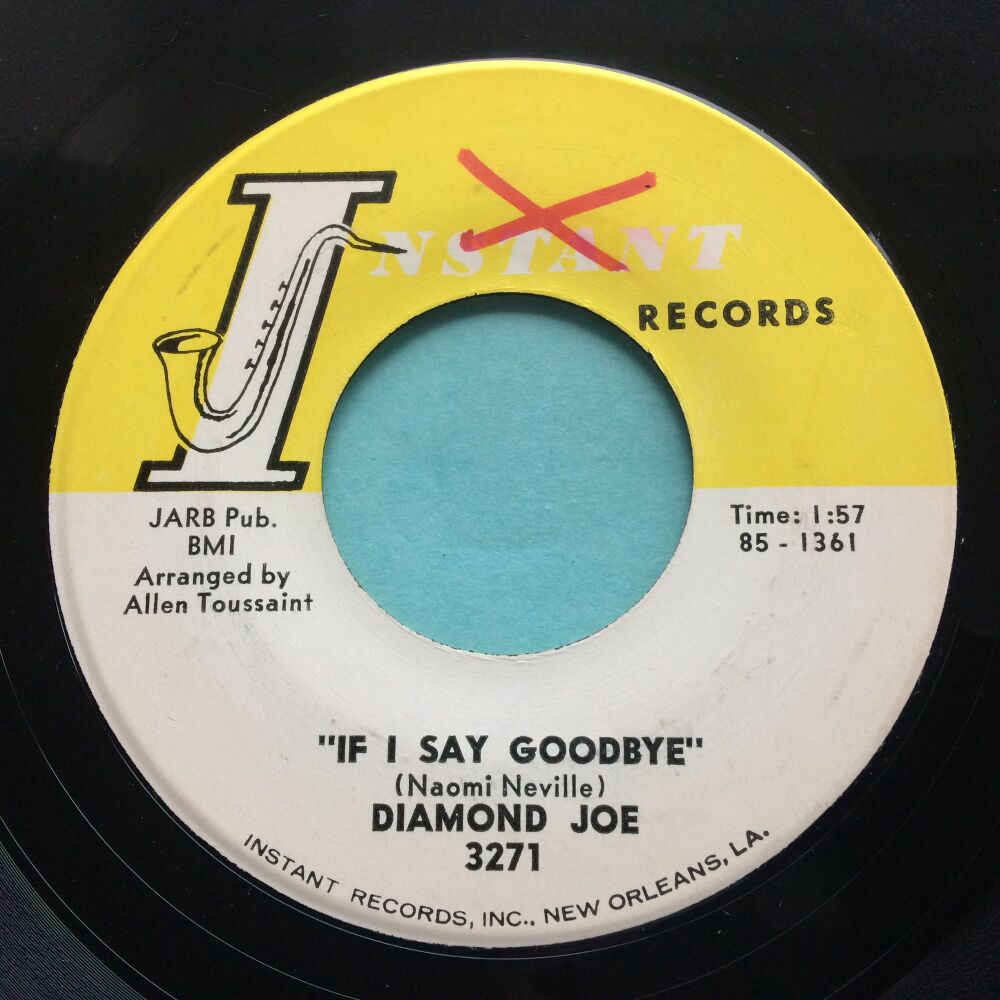 INSTANT
RECORDS
JARB Pub.
BMI
Arranged by
Allen Toussaint
Time: 1:57
85 - 1361
"IF I SAY GOODBYE"
(Naomi Neville)
DIAMOND JOE
3271
INSTANT RECORDS, INC., NEW ORLEANS, LA.